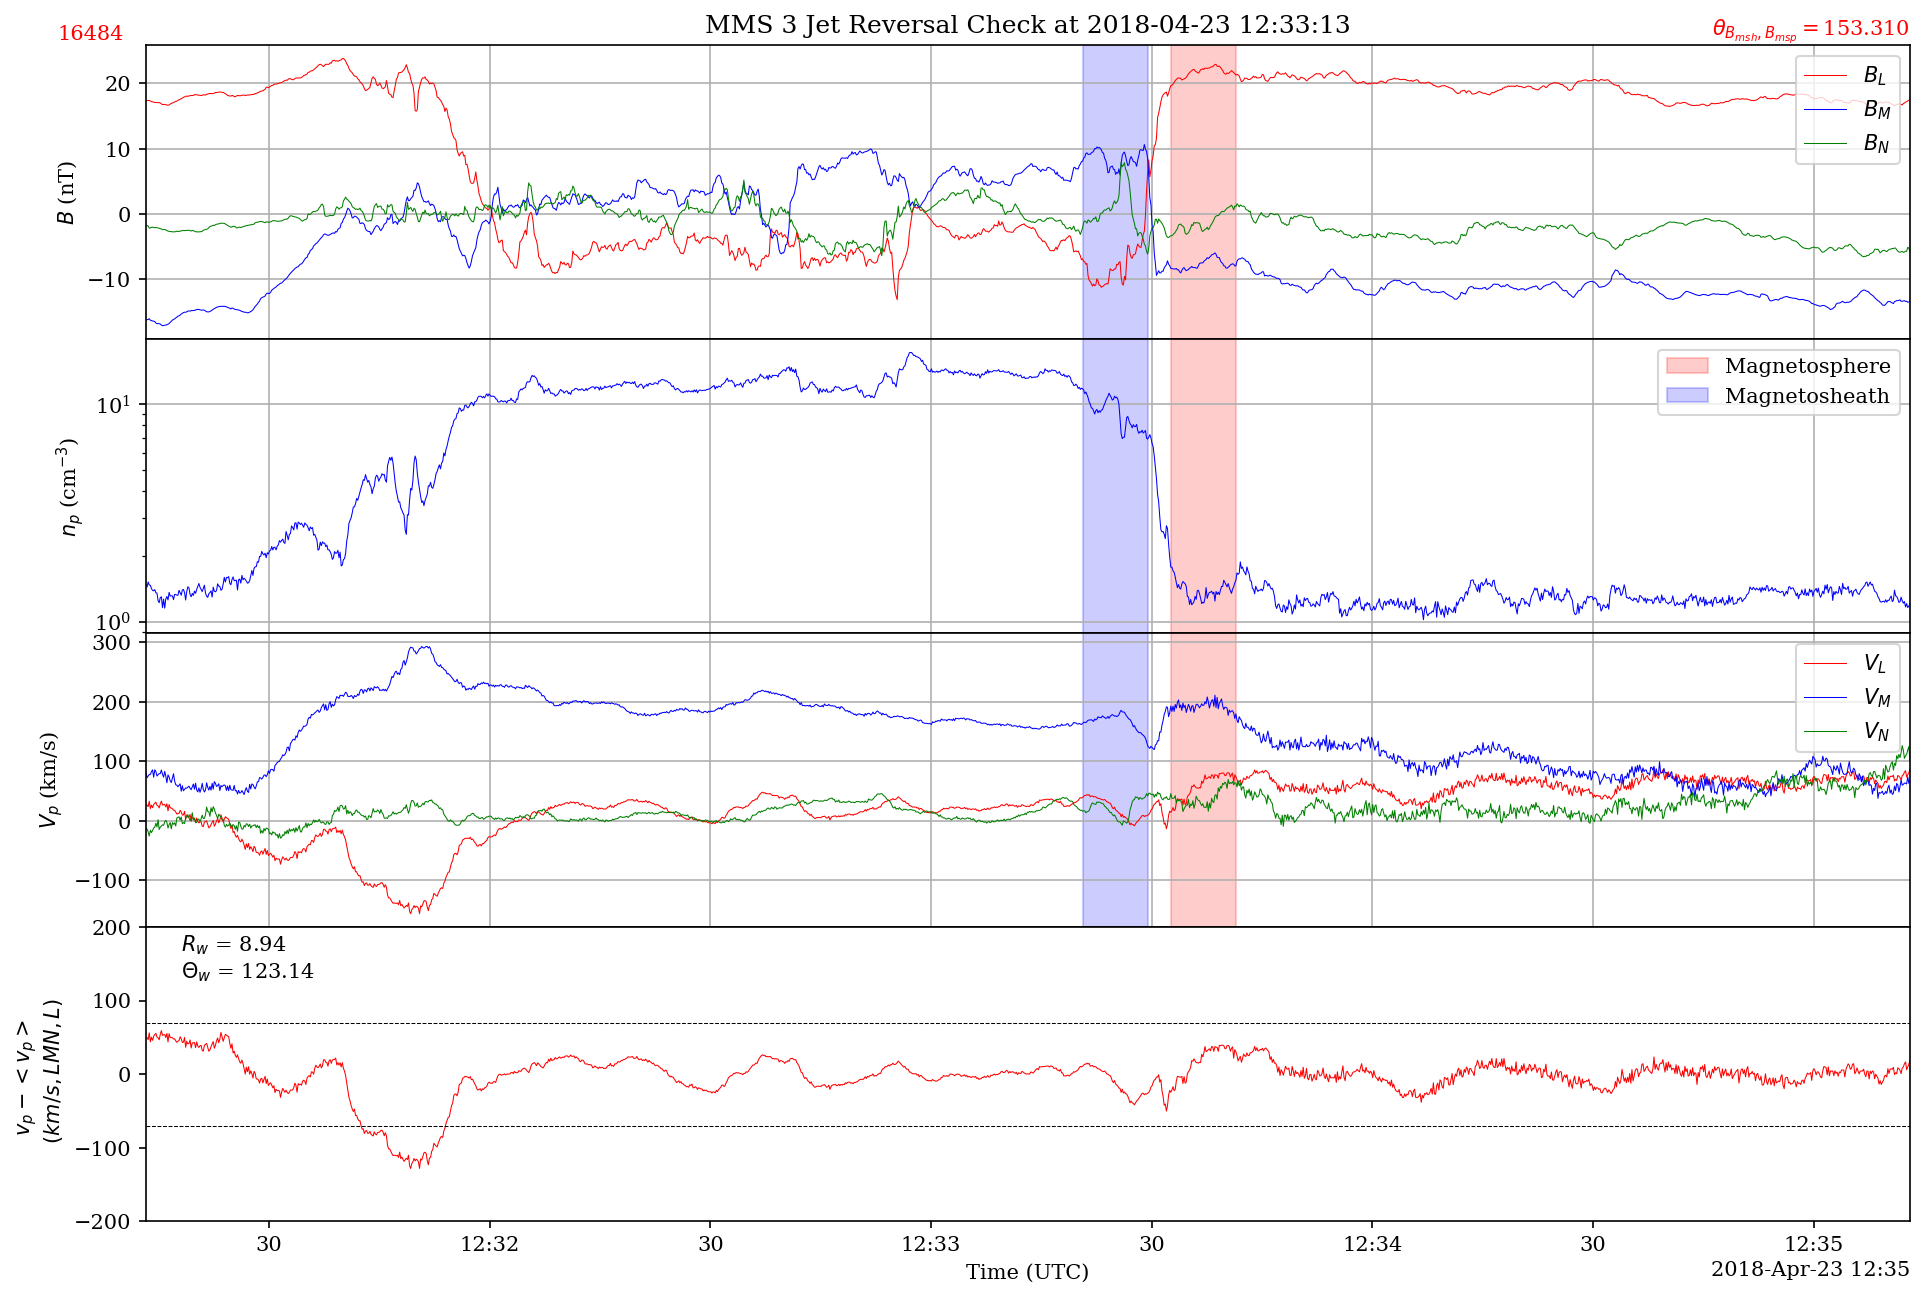 MMS 3 Jet Reversal Check at 2018-04-23 12:33:13
16484
θ_{B_{msh}, B_{msp}} = 153.310
20
10
0
−10
B (nT)
B_L
B_M
B_N
10^1
10^0
n_p (cm^{−3})
Magnetosphere
Magnetosheath
300
200
100
0
−100
V_p (km/s)
V_L
V_M
V_N
200
100
0
−100
−200
v_p − < v_p >
(km/s, LMN, L)
R_w = 8.94
Θ_w = 123.14
30
12:32
30
12:33
30
12:34
30
12:35
Time (UTC)
2018-Apr-23 12:35